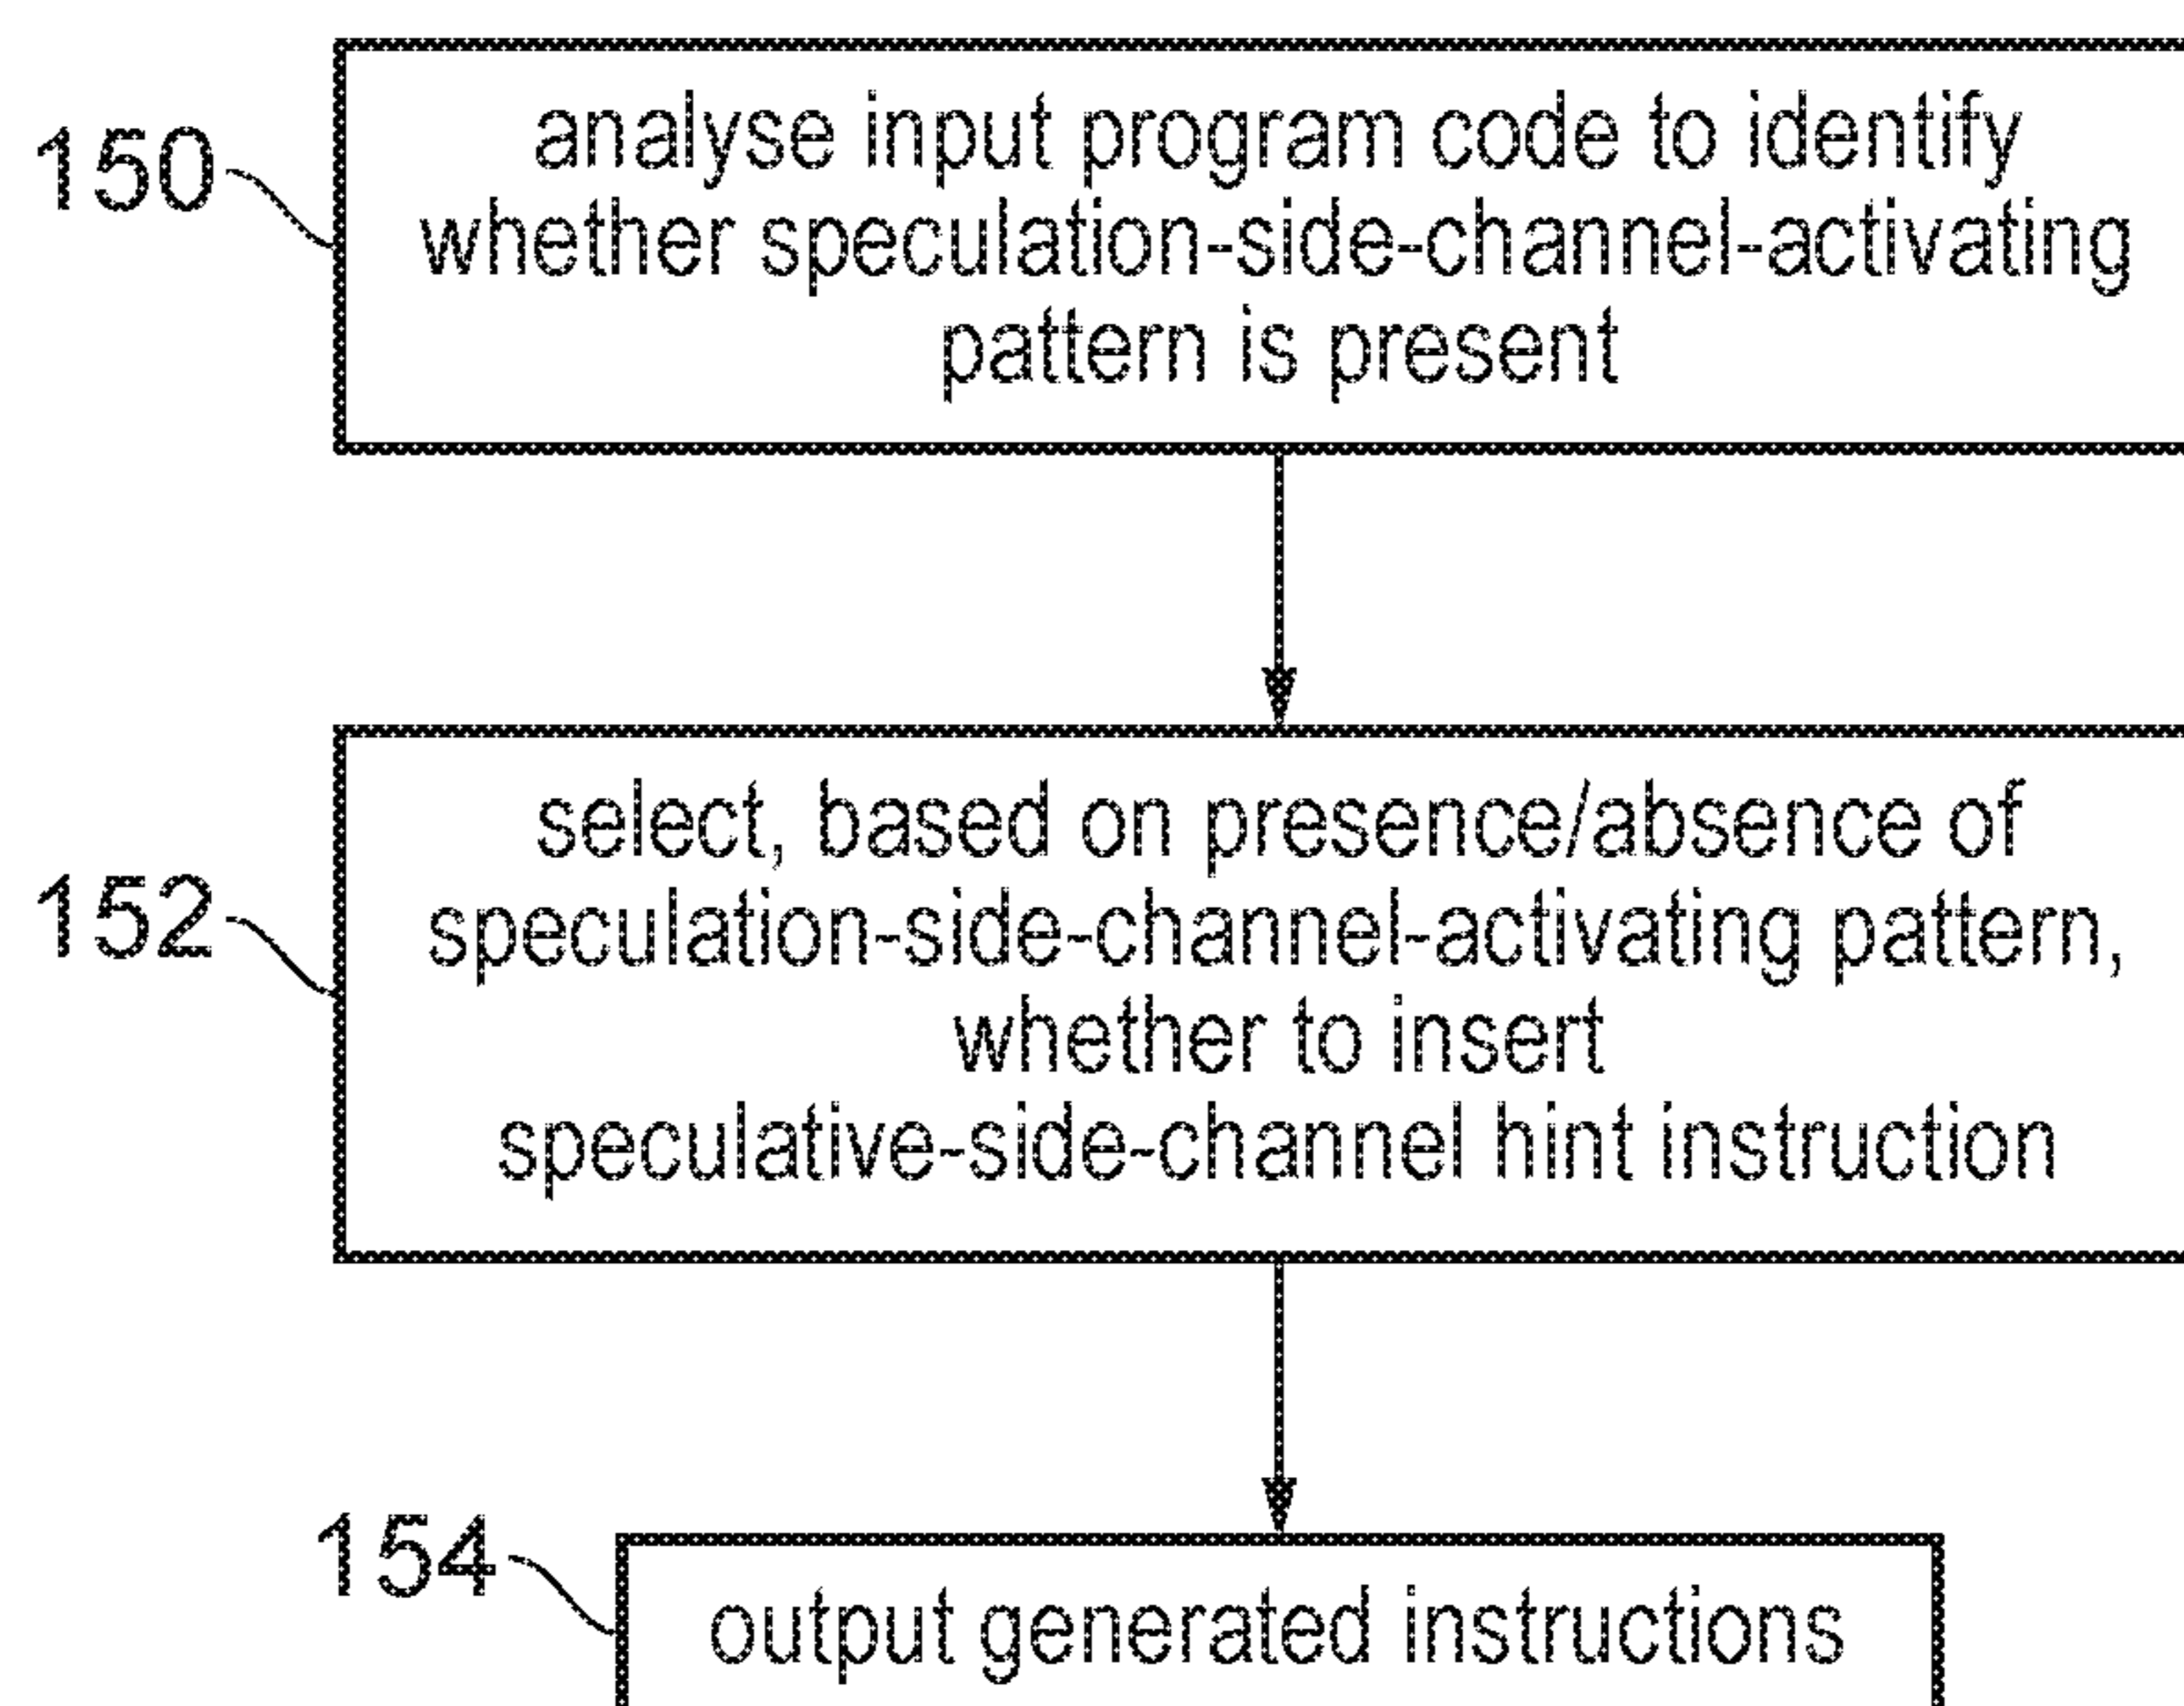 150
analyse input program code to identify
whether speculation-side-channel-activating
pattern is present
152
select, based on presence/absence of
speculation-side-channel-activating pattern,
whether to insert
speculative-side-channel hint instruction
154
output generated instructions